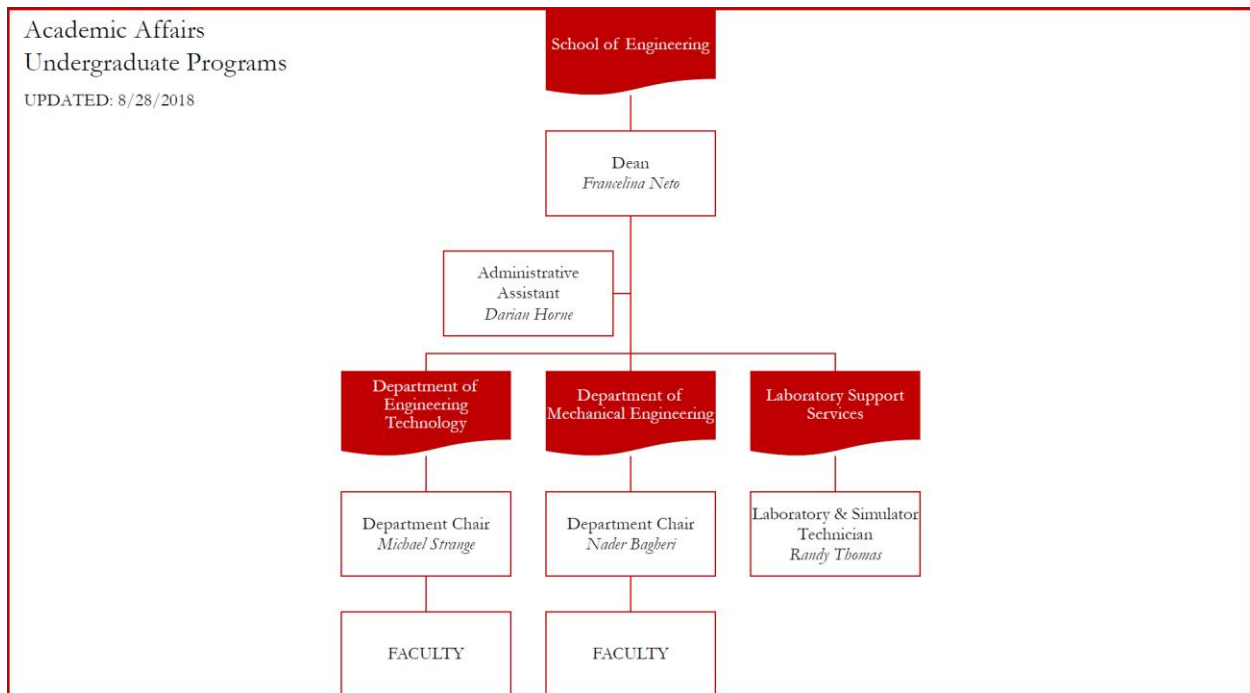 Academic Affairs
Undergraduate Programs
UPDATED: 8/28/2018
School of Engineering
Dean
Francelina Neto
Administrative
Assistant
Darian Horne
Department of
Engineering
Technology
Department of
Mechanical Engineering
Laboratory Support
Services
Department Chair
Michael Strange
Department Chair
Nader Bagheri
Laboratory & Simulator
Technician
Randy Thomas
FACULTY
FACULTY